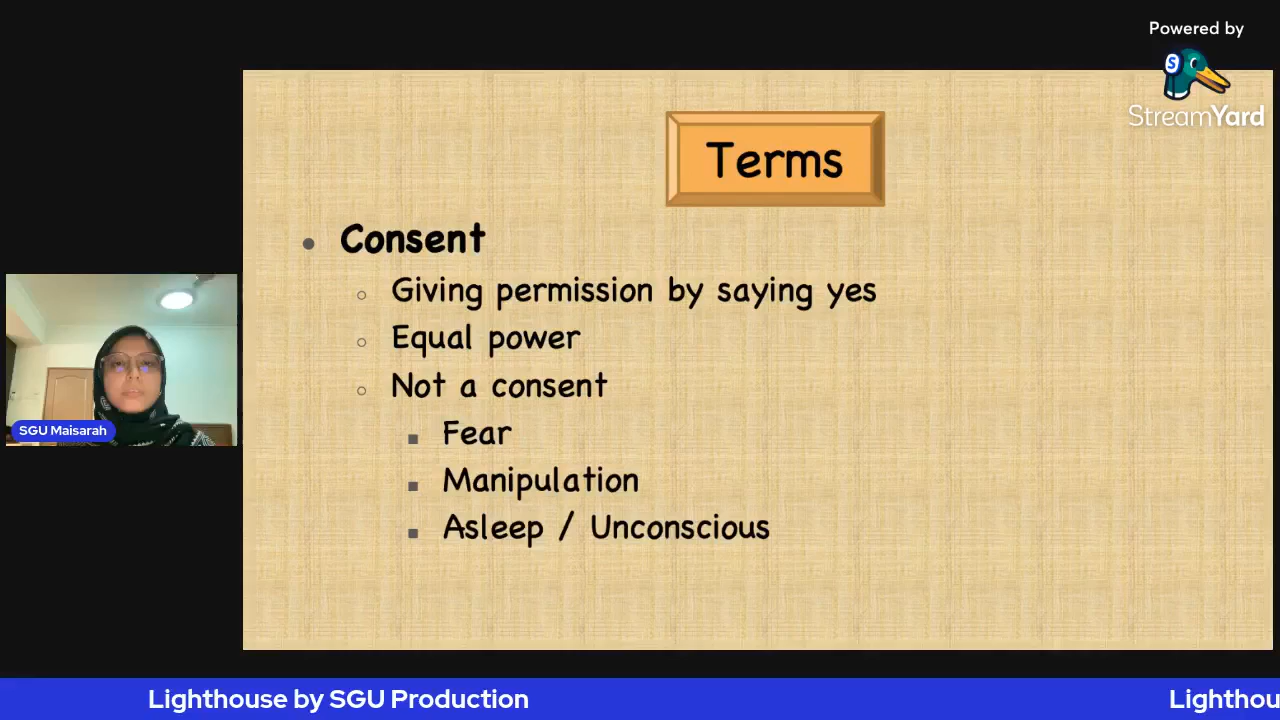 Powered by
StreamYard
Terms
Consent
Giving permission by saying yes
Equal power
Not a consent
Fear
Manipulation
Asleep / Unconscious
SGU Maisarah
Lighthouse by SGU Production
Lighthou